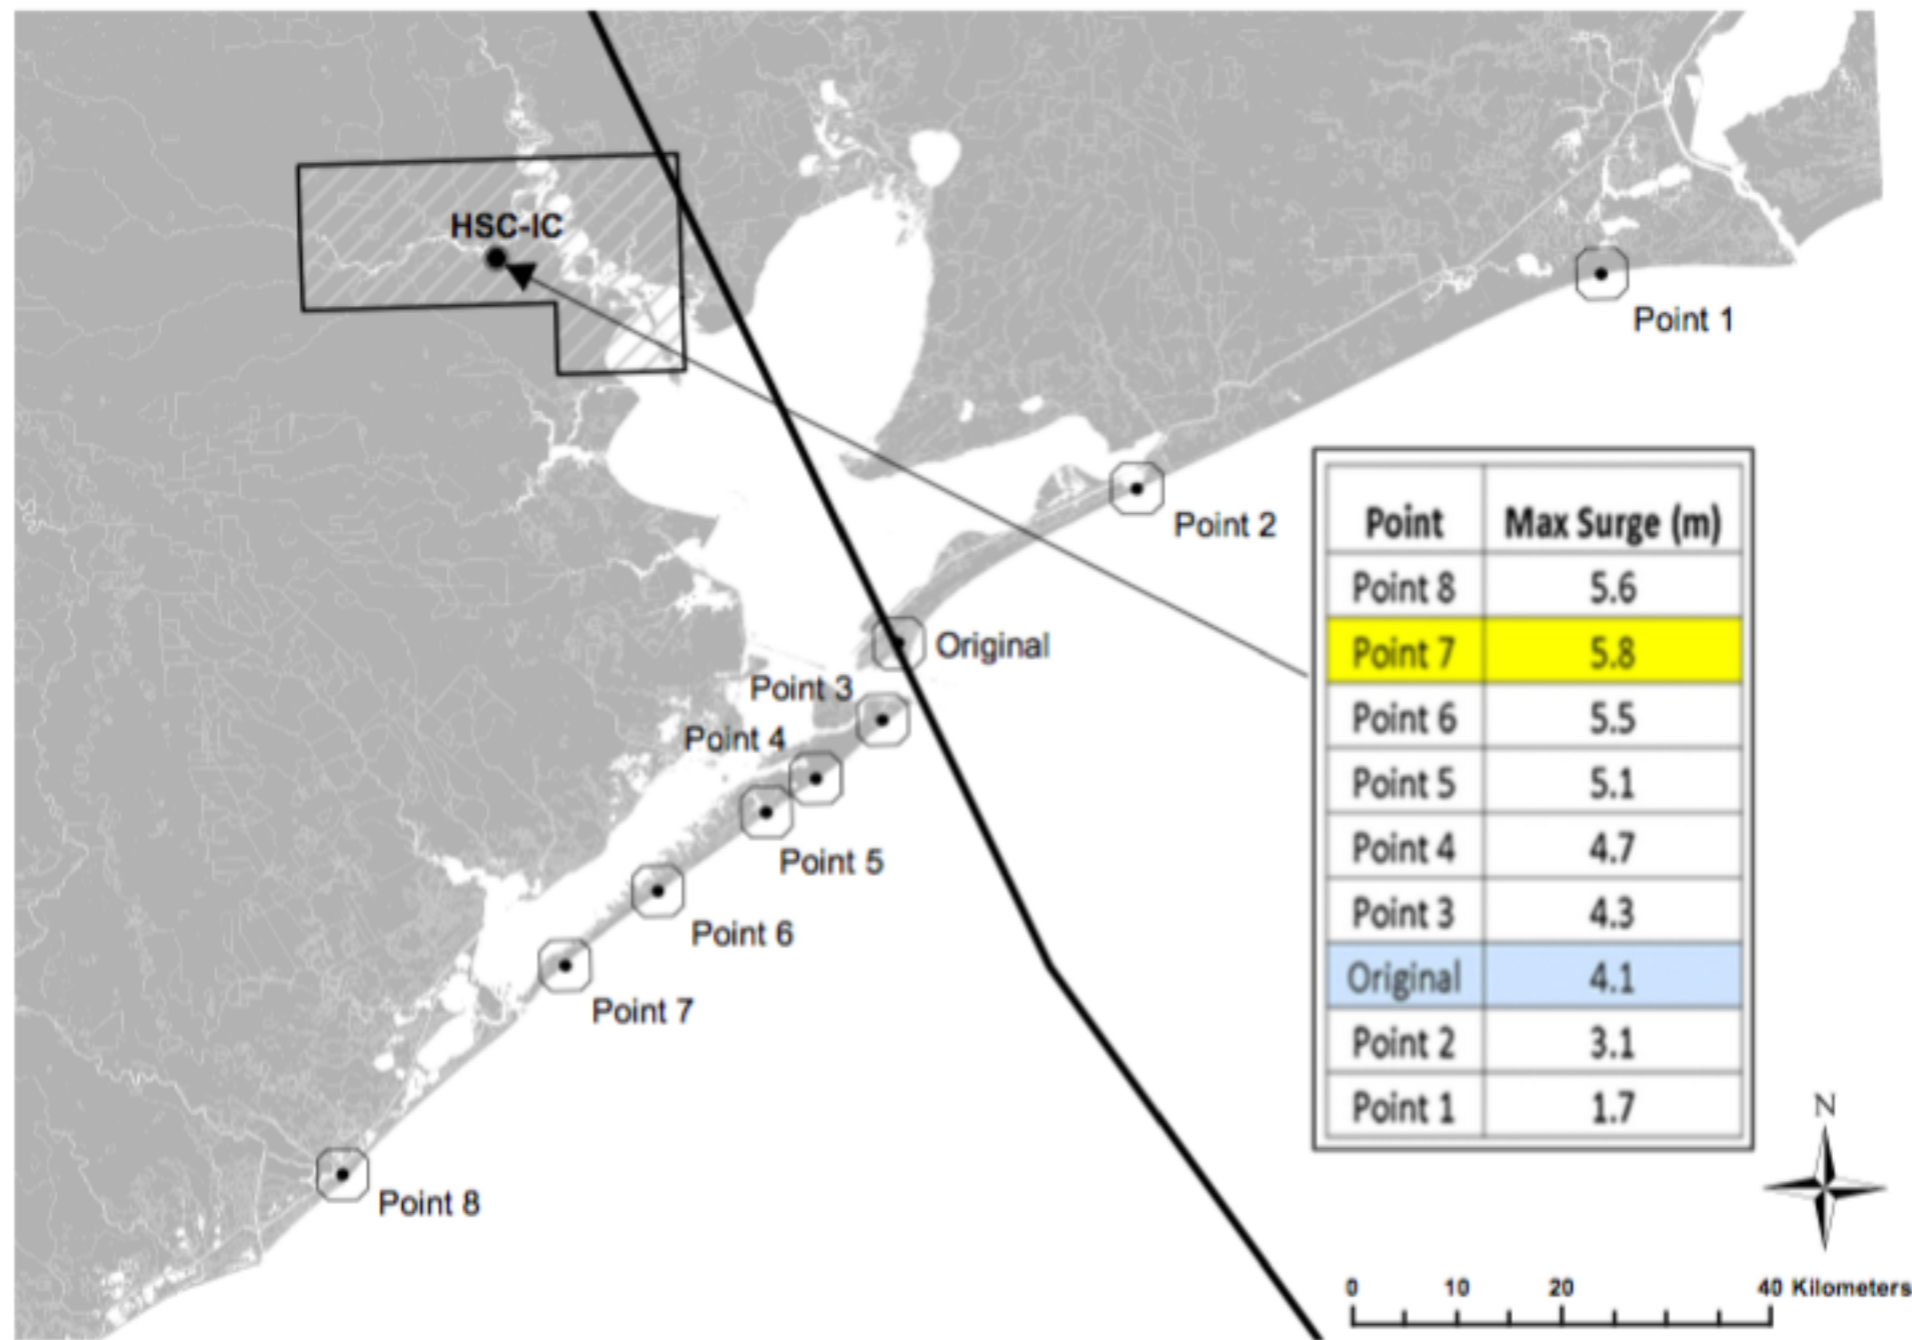 HSC-IC
Point 1
Point 2
Original
Point 3
Point 4
Point 5
Point 6
Point 7
Point 8
Point Max Surge (m)
Point 8 5.6
Point 7 5.8
Point 6 5.5
Point 5 5.1
Point 4 4.7
Point 3 4.3
Original 4.1
Point 2 3.1
Point 1 1.7
N
0 10 20 40 Kilometers